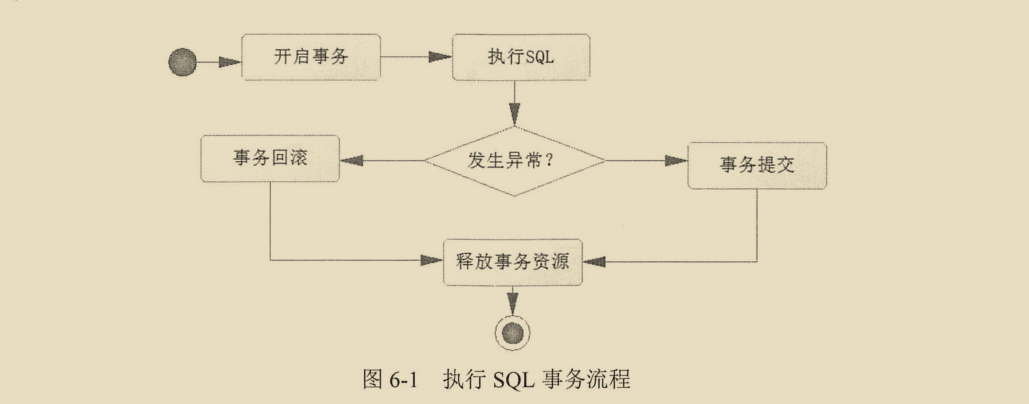 开启事务
执行SQL
事务回滚
发生异常？
事务提交
释放事务资源
图 6-1 执行 SQL 事务流程